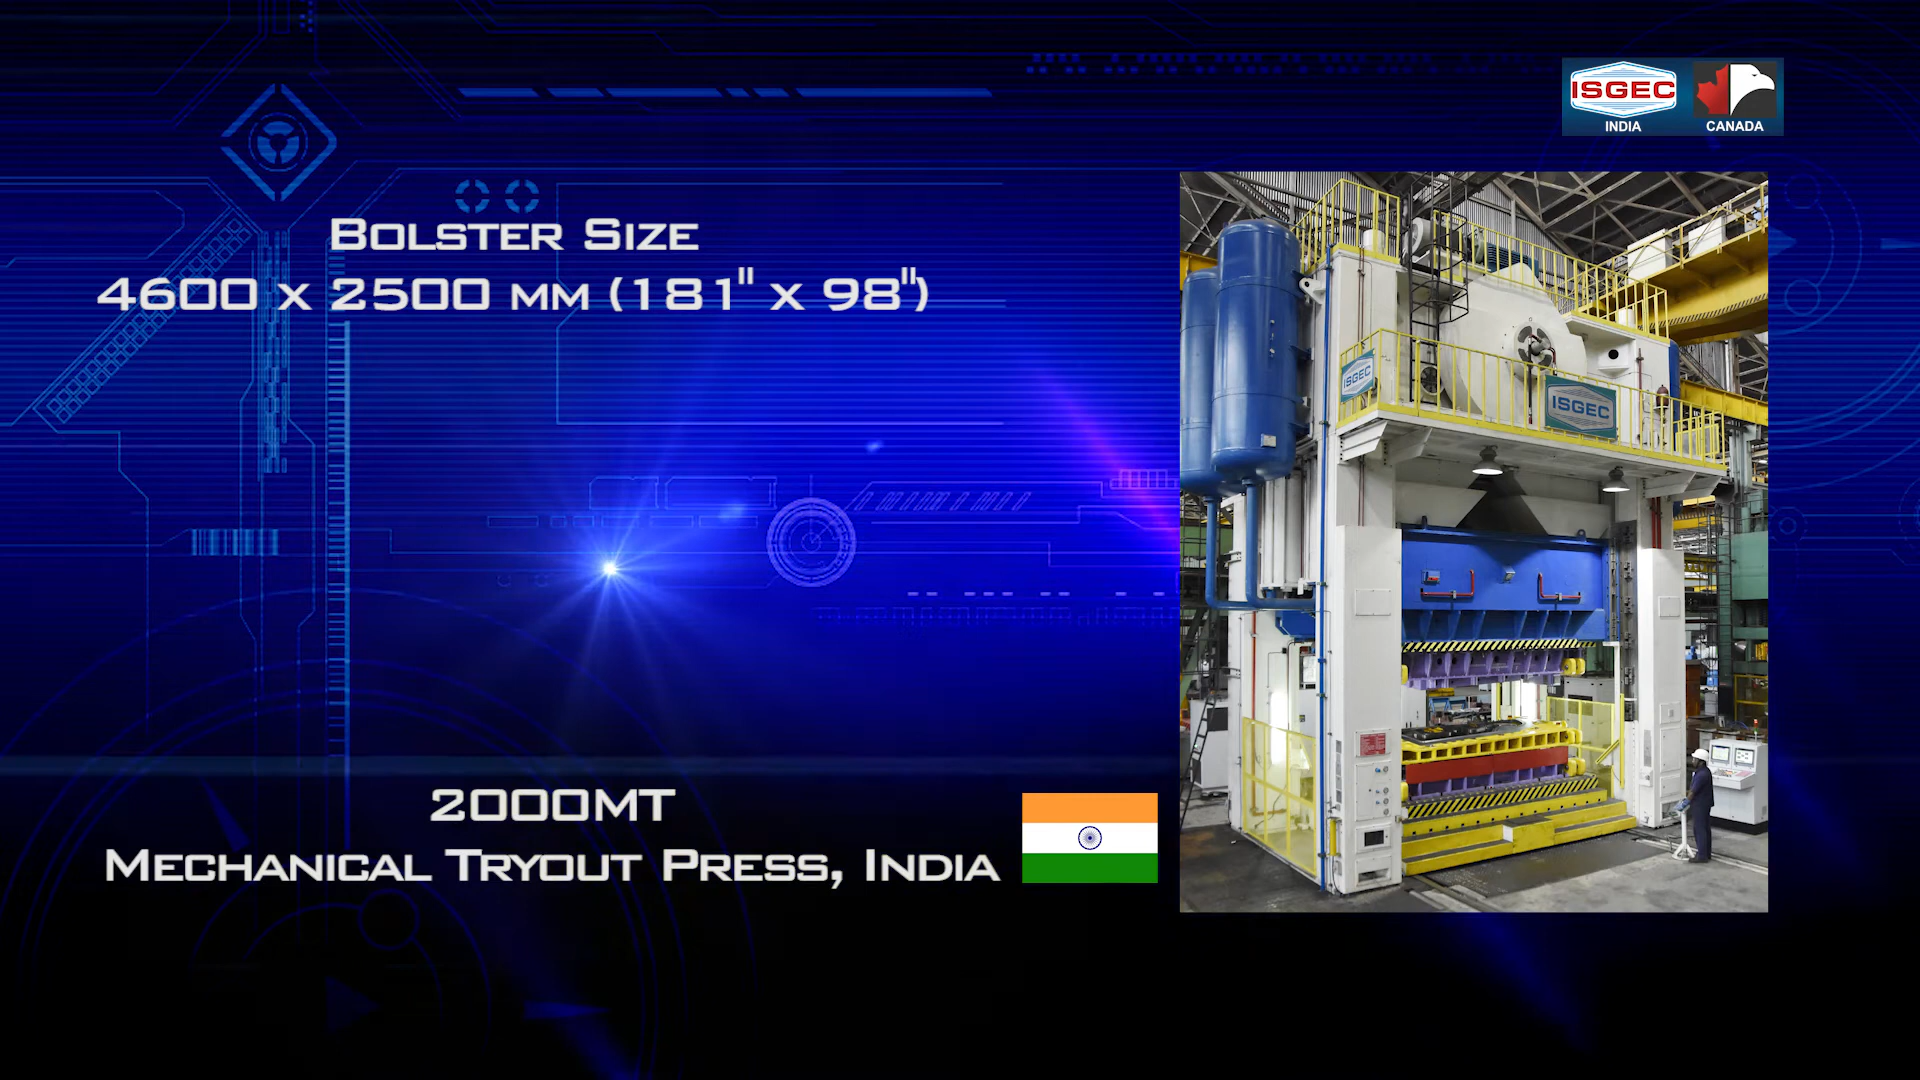 ISGEC
INDIA
CANADA
Bolster Size
4600 x 2500 mm (181" x 98")
ISGEC
ISGEC
2000MT
Mechanical Tryout Press, India